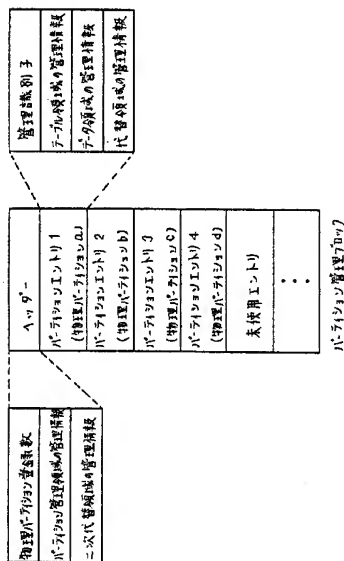 管理識別子
テーブル領域の管理情報
データ領域の管理情報
代替領域の管理情報
ヘッダー
パーティションエントリ1
(物理パーティションa)
パーティションエントリ2
(物理パーティションb)
パーティションエントリ3
(物理パーティションc)
パーティションエントリ4
(物理パーティションd)
未使用エントリ
パーティション管理ブロック
物理パーティション登録数
パーティション管理領域の管理情報
二次代替領域の管理情報